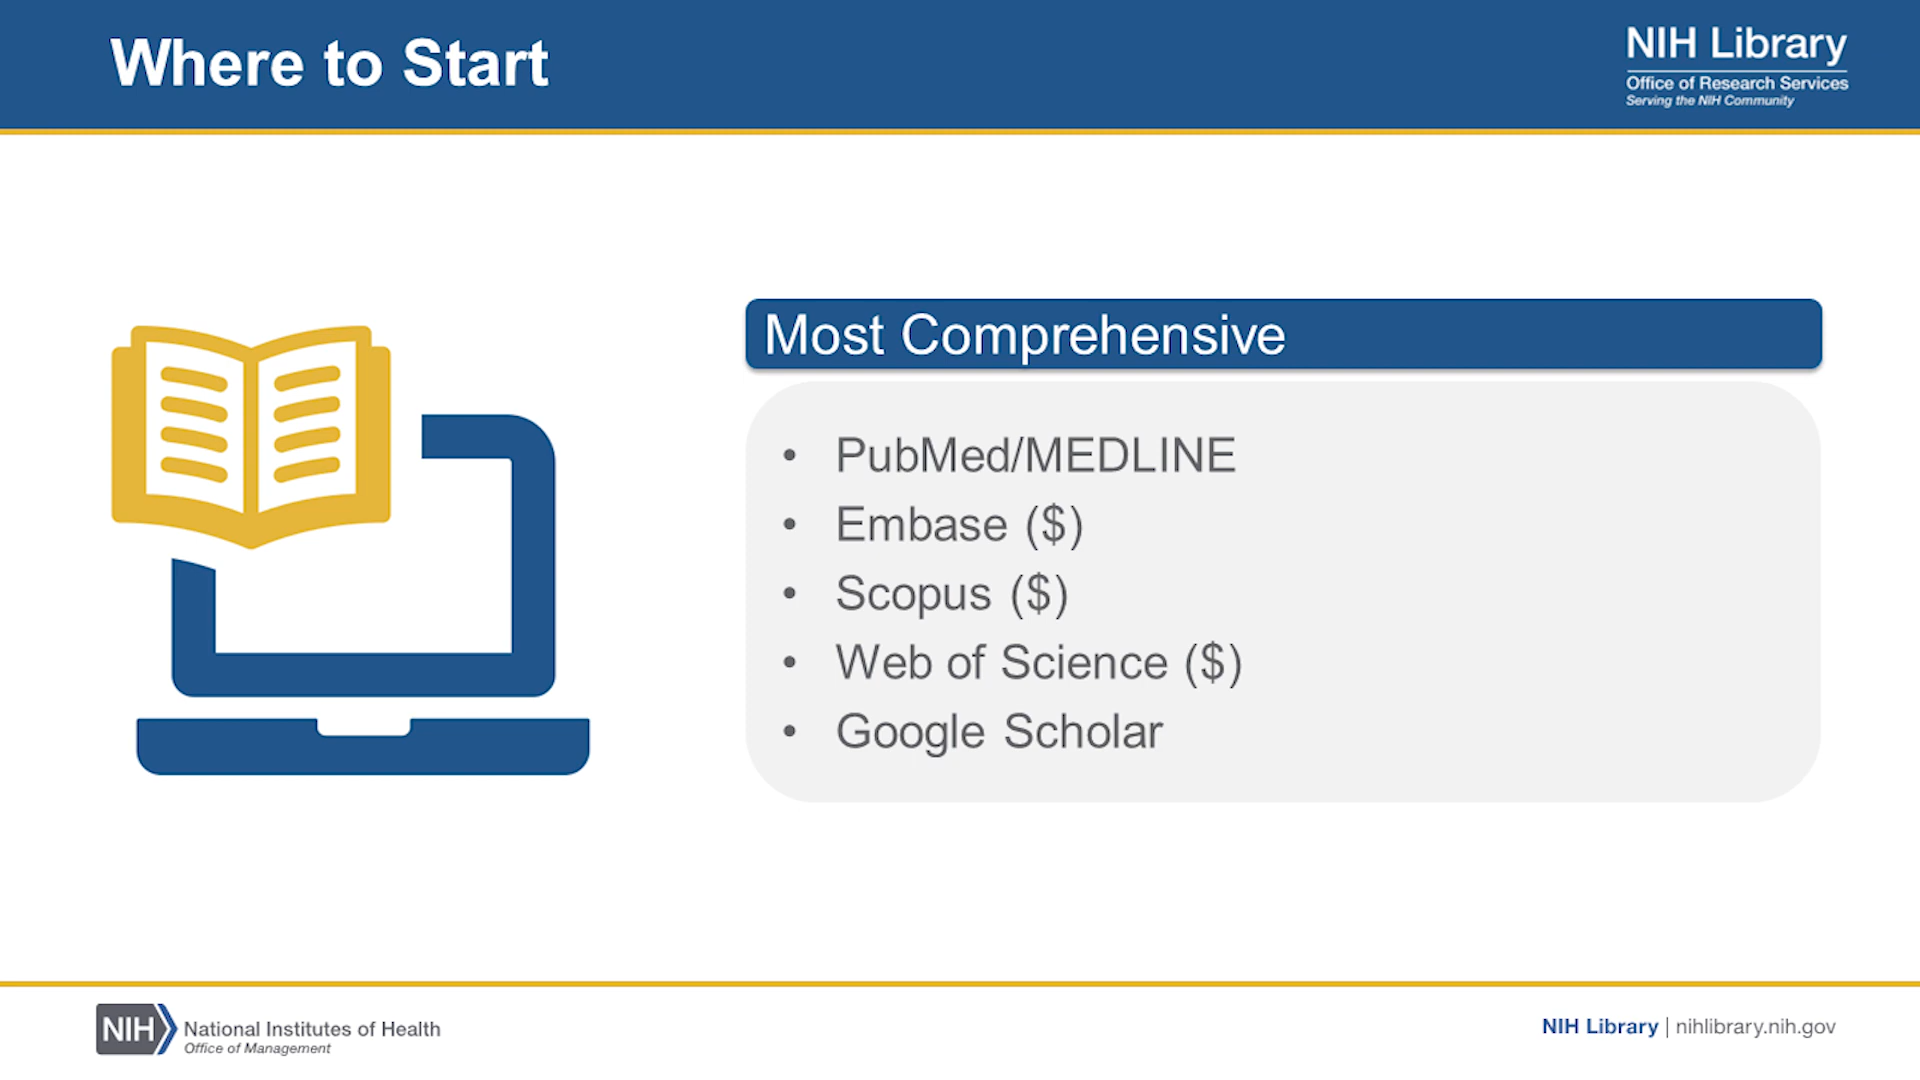 Where to Start
NIH Library
Office of Research Services
Serving the NIH Community
Most Comprehensive
• PubMed/MEDLINE
• Embase ($)
• Scopus ($)
• Web of Science ($)
• Google Scholar
NIH National Institutes of Health
Office of Management
NIH Library | nihlibrary.nih.gov